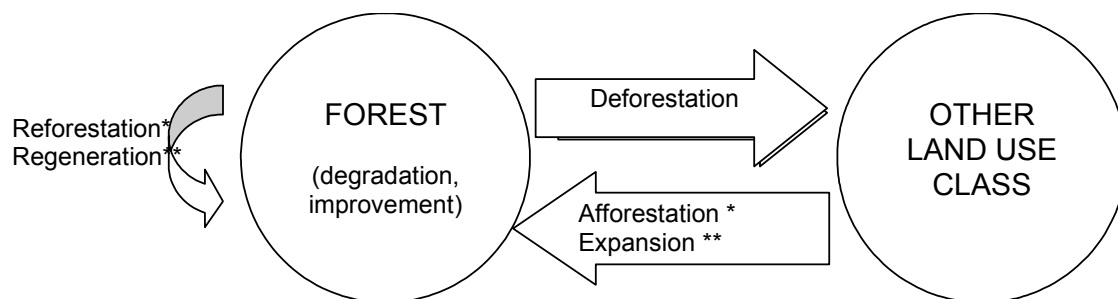 Reforestation*
Regeneration**
FOREST
(degradation,
improvement)
Deforestation
Afforestation *
Expansion **
OTHER
LAND USE
CLASS